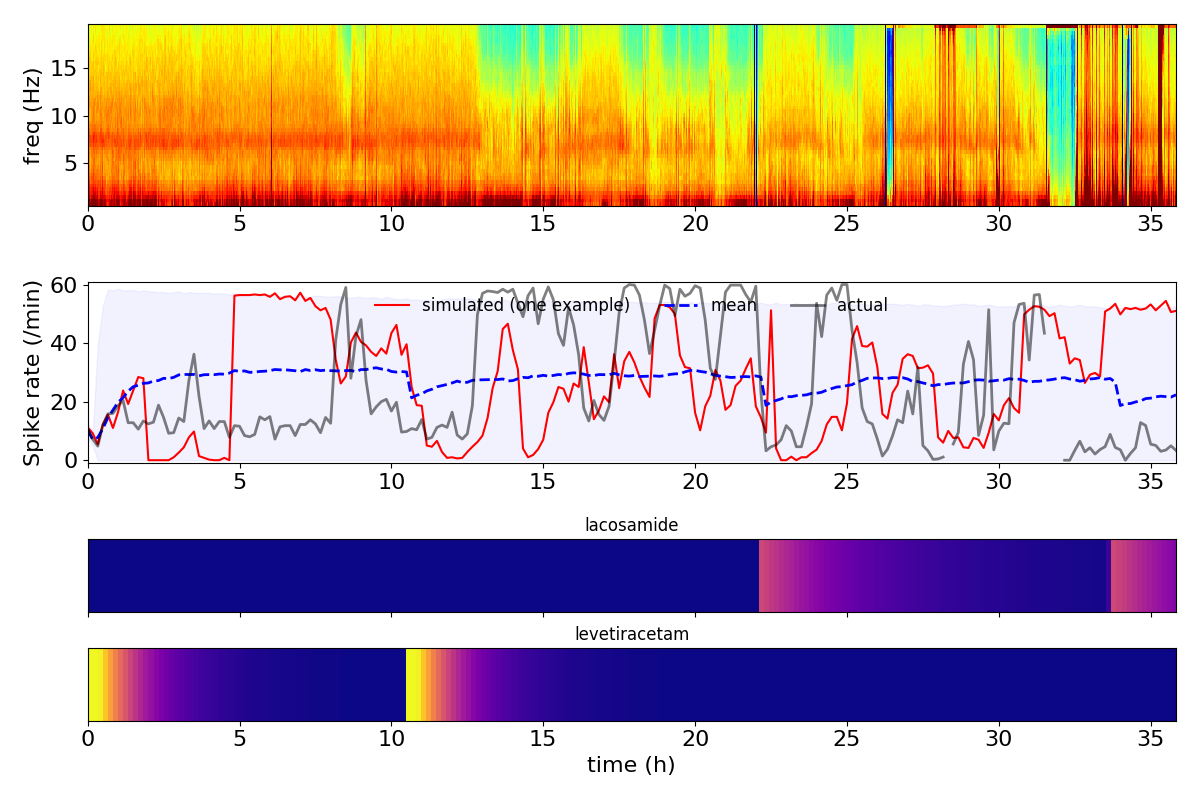 freq (Hz)
15
10
5
0 5 10 15 20 25 30 35
Spike rate (/min)
60
40
20
0
simulated (one example) mean actual
0 5 10 15 20 25 30 35
lacosamide
levetiracetam
0 5 10 15 20 25 30 35
time (h)